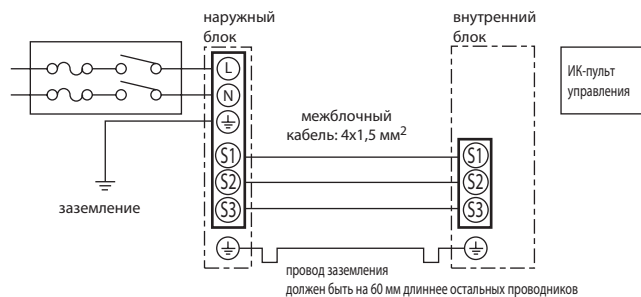 наружный
блок
внутренний
блок
L
N
ИК-пульт
управления
межблочный
кабель: 4x1,5 мм²
S1
S2
S3
S1
S2
S3
заземление
провод заземления
должен быть на 60 мм длиннее остальных проводников